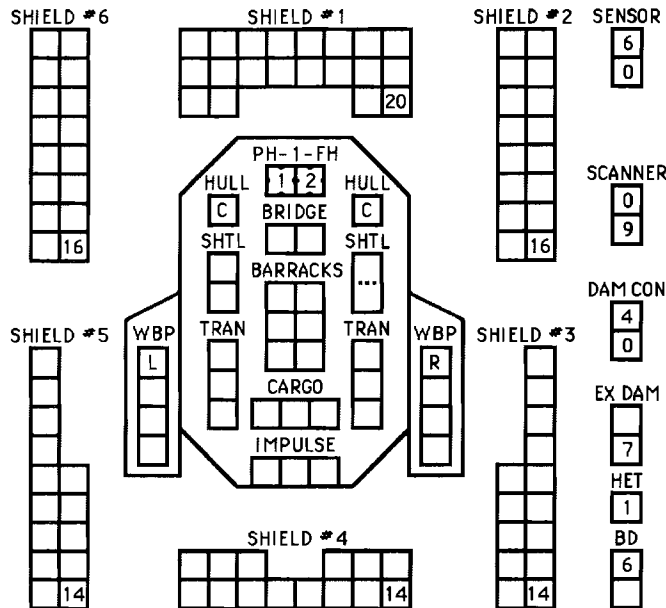 SHIELD #6
SHIELD #1
SHIELD #2
SENSOR
6
0
20
PH-1-FH
1 2
HULL
C
HULL
C
BRIDGE
SCANNER
0
9
SHTL
SHTL
16
16
BARRACKS
DAM CON
4
0
SHIELD #5
WBP
L
TRAN
TRAN
WBP
R
SHIELD #3
CARGO
EX DAM
7
IMPULSE
HET
1
SHIELD #4
BD
6
14
14
14